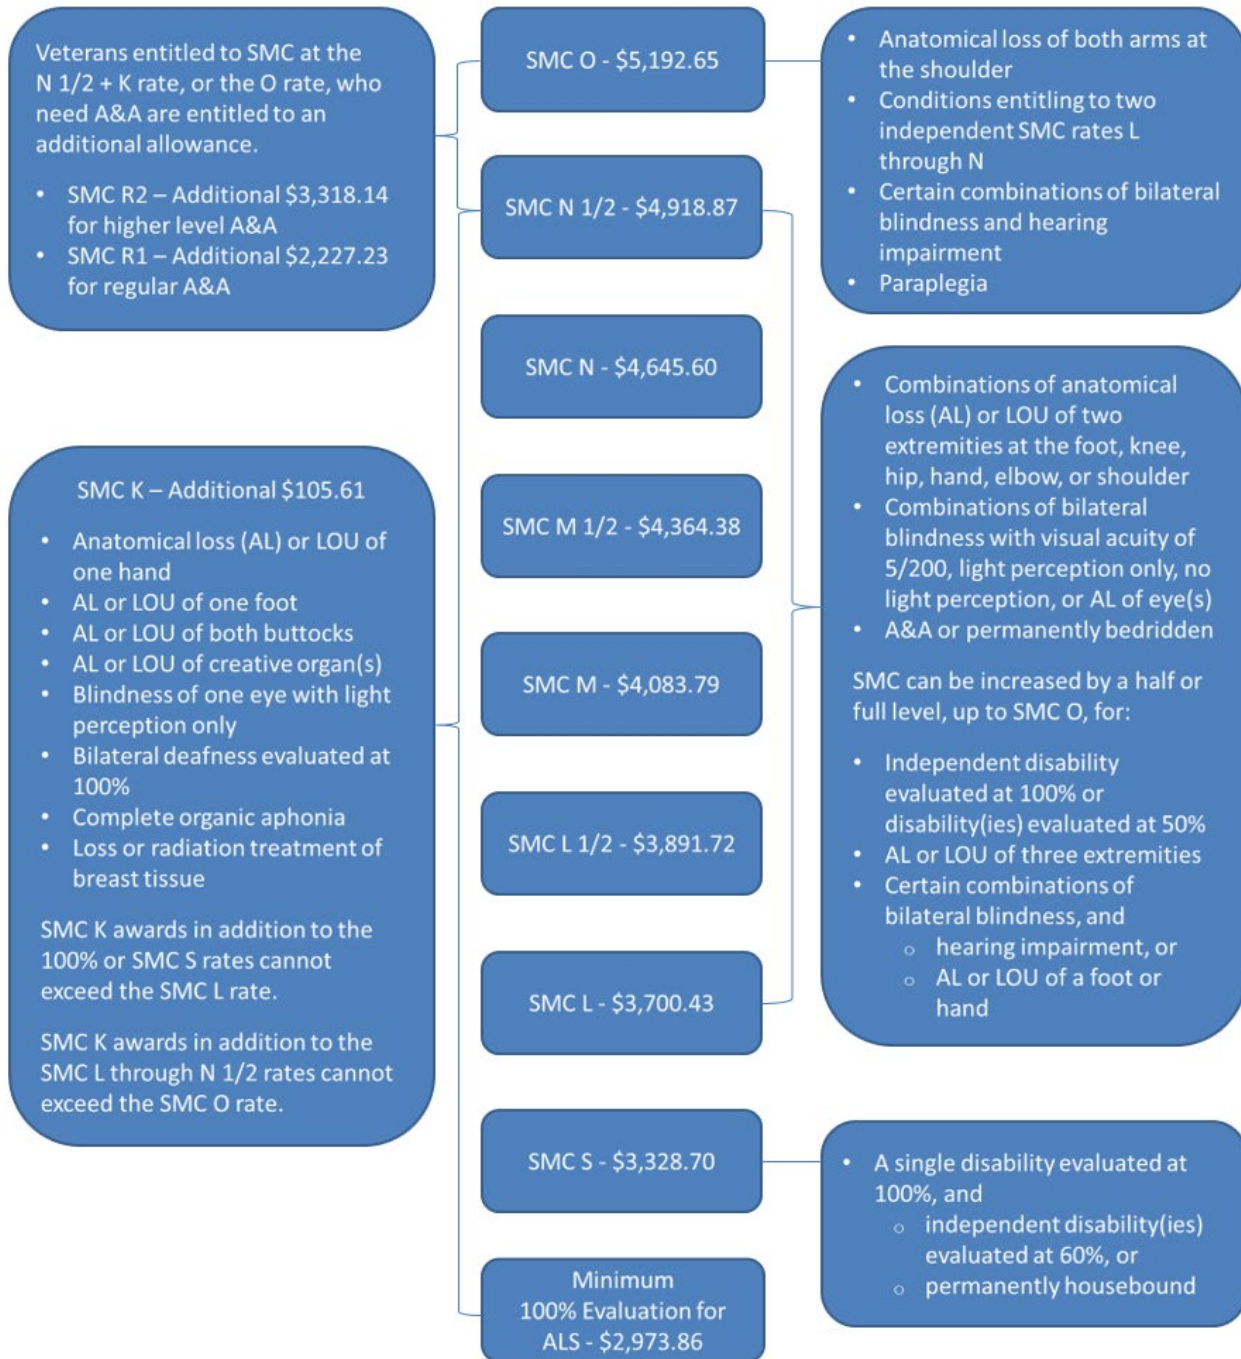 Veterans entitled to SMC at the
N 1/2 + K rate, or the O rate, who
need A&A are entitled to an
additional allowance.
• SMC R2 – Additional $3,318.14
for higher level A&A
• SMC R1 – Additional $2,227.23
for regular A&A
SMC K – Additional $105.61
• Anatomical loss (AL) or LOU of
one hand
• AL or LOU of one foot
• AL or LOU of both buttocks
• AL or LOU of creative organ(s)
• Blindness of one eye with light
perception only
• Bilateral deafness evaluated at
100%
• Complete organic aphonia
• Loss or radiation treatment of
breast tissue
SMC K awards in addition to the
100% or SMC S rates cannot
exceed the SMC L rate.
SMC K awards in addition to the
SMC L through N 1/2 rates cannot
exceed the SMC O rate.
SMC O - $5,192.65
SMC N 1/2 - $4,918.87
SMC N - $4,645.60
SMC M 1/2 - $4,364.38
SMC M - $4,083.79
SMC L 1/2 - $3,891.72
SMC L - $3,700.43
SMC S - $3,328.70
Minimum
100% Evaluation for
ALS - $2,973.86
• Anatomical loss of both arms at
the shoulder
• Conditions entitling to two
independent SMC rates L
through N
• Certain combinations of bilateral
blindness and hearing
impairment
• Paraplegia
• Combinations of anatomical
loss (AL) or LOU of two
extremities at the foot, knee,
hip, hand, elbow, or shoulder
• Combinations of bilateral
blindness with visual acuity of
5/200, light perception only, no
light perception, or AL of eye(s)
• A&A or permanently bedridden
SMC can be increased by a half or
full level, up to SMC O, for:
• Independent disability
evaluated at 100% or
disability(ies) evaluated at 50%
• AL or LOU of three extremities
• Certain combinations of
bilateral blindness, and
o hearing impairment, or
o AL or LOU of a foot or
hand
• A single disability evaluated at
100%, and
o independent disability(ies)
evaluated at 60%, or
o permanently housebound